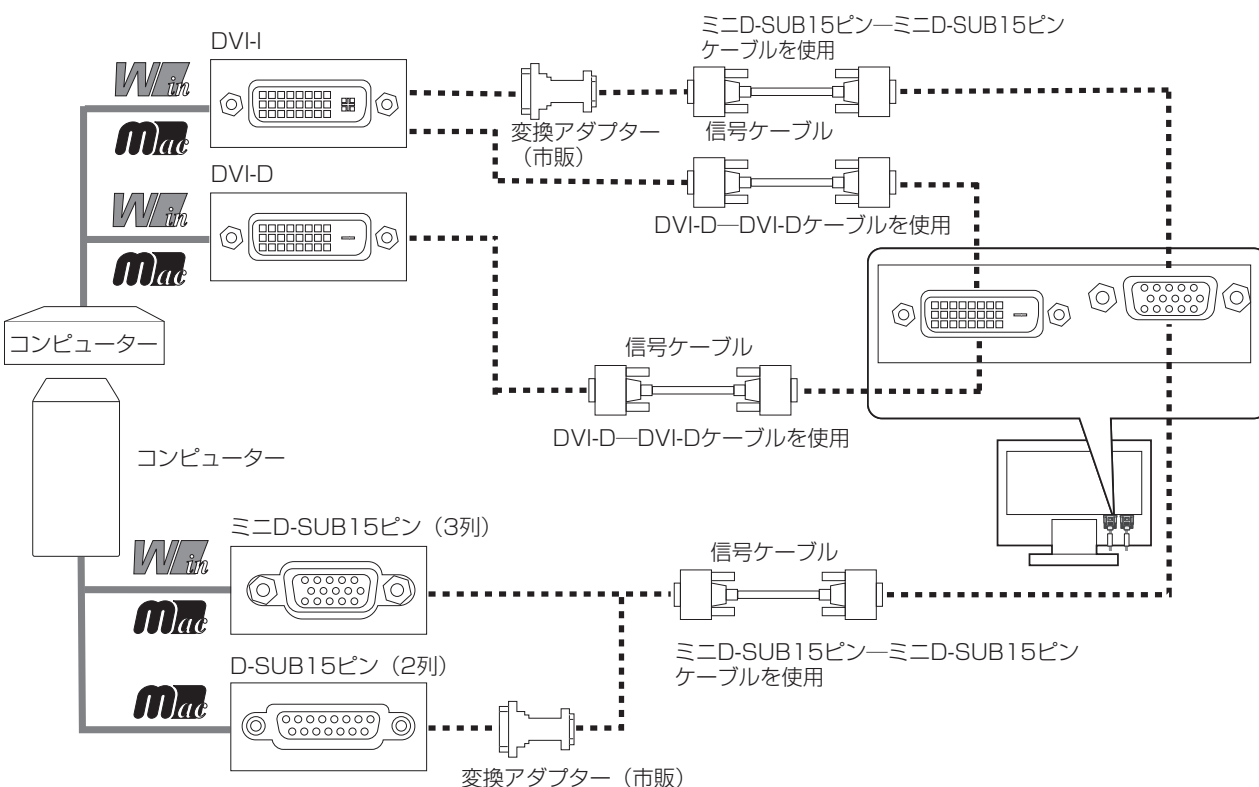 DVI-I
Win
Mac
ミニD-SUB15ピン—ミニD-SUB15ピン
ケーブルを使用
変換アダプター
（市販）
信号ケーブル
DVI-D
Win
Mac
DVI-D—DVI-Dケーブルを使用
コンピューター
信号ケーブル
DVI-D—DVI-Dケーブルを使用
コンピューター
ミニD-SUB15ピン（3列）
Win
Mac
信号ケーブル
ミニD-SUB15ピン—ミニD-SUB15ピン
ケーブルを使用
D-SUB15ピン（2列）
Mac
変換アダプター（市販）